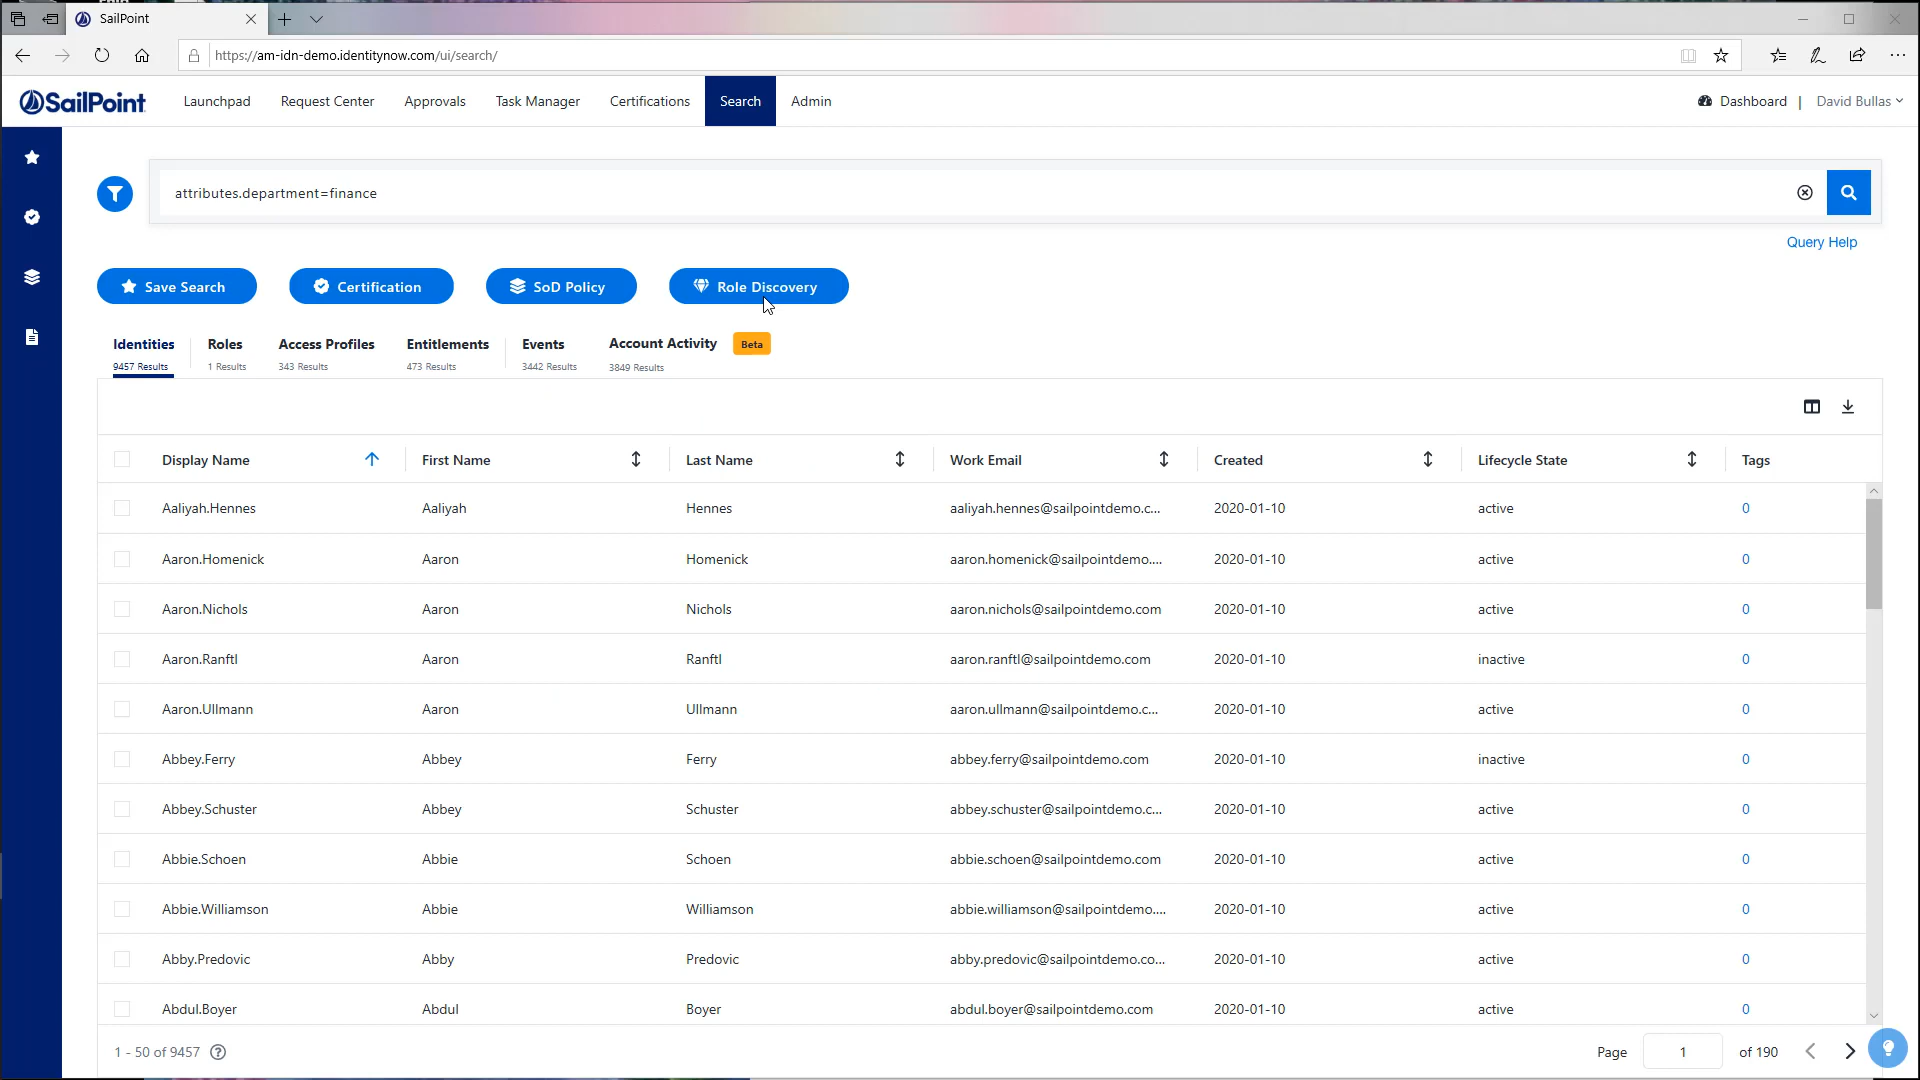 SailPoint
https://am-idn-demo.identitynow.com/ui/search/
SailPoint Launchpad Request Center Approvals Task Manager Certifications Search Admin Dashboard | David Bullas
attributes.department=finance
Query Help
Save Search Certification SoD Policy Role Discovery
Identities Roles Access Profiles Entitlements Events Account Activity Beta
9457 Results 1 Results 343 Results 473 Results 3442 Results 3849 Results
Display Name First Name Last Name Work Email Created Lifecycle State Tags
Aaliyah.Hennes Aaliyah Hennes aaliyah.hennes@sailpointdemo.c... 2020-01-10 active 0
Aaron.Homenick Aaron Homenick aaron.homenick@sailpointdemo.... 2020-01-10 active 0
Aaron.Nichols Aaron Nichols aaron.nichols@sailpointdemo.com 2020-01-10 active 0
Aaron.Ranftl Aaron Ranftl aaron.ranftl@sailpointdemo.com 2020-01-10 inactive 0
Aaron.Ullmann Aaron Ullmann aaron.ullmann@sailpointdemo.c... 2020-01-10 active 0
Abbey.Ferry Abbey Ferry abbey.ferry@sailpointdemo.com 2020-01-10 inactive 0
Abbey.Schuster Abbey Schuster abbey.schuster@sailpointdemo.c... 2020-01-10 active 0
Abbie.Schoen Abbie Schoen abbie.schoen@sailpointdemo.com 2020-01-10 active 0
Abbie.Williamson Abbie Williamson abbie.williamson@sailpointdemo.... 2020-01-10 active 0
Abby.Predovic Abby Predovic abby.predovic@sailpointdemo.co... 2020-01-10 active 0
Abdul.Boyer Abdul Boyer abdul.boyer@sailpointdemo.com 2020-01-10 active 0
1 - 50 of 9457 Page 1 of 190